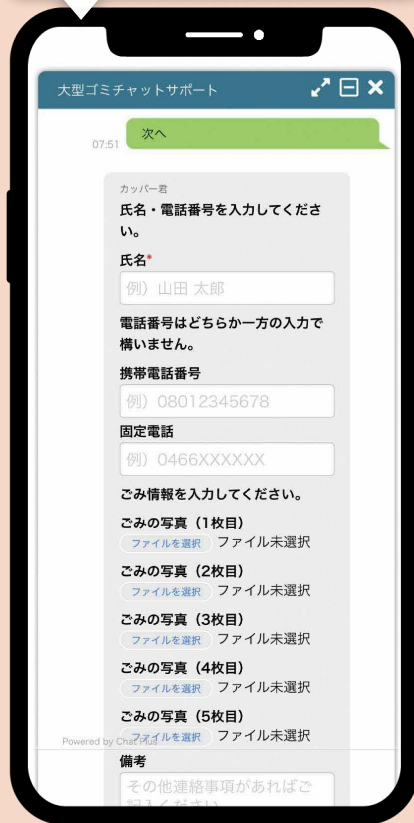 大型ゴミチャットサポート
次へ
07:51
カッパー君
氏名・電話番号を入力してくださ
い。
氏名*
例）山田 太郎
電話番号はどちらか一方の入力で
構いません。
携帯電話番号
例）08012345678
固定電話
例）0466XXXXXX
ごみ情報を入力してください。
ごみの写真（1枚目）
ファイルを選択 ファイル未選択
ごみの写真（2枚目）
ファイルを選択 ファイル未選択
ごみの写真（3枚目）
ファイルを選択 ファイル未選択
ごみの写真（4枚目）
ファイルを選択 ファイル未選択
ごみの写真（5枚目）
ファイルを選択 ファイル未選択
Powered by Chat Plus
備考
その他連絡事項があればご
記入ください